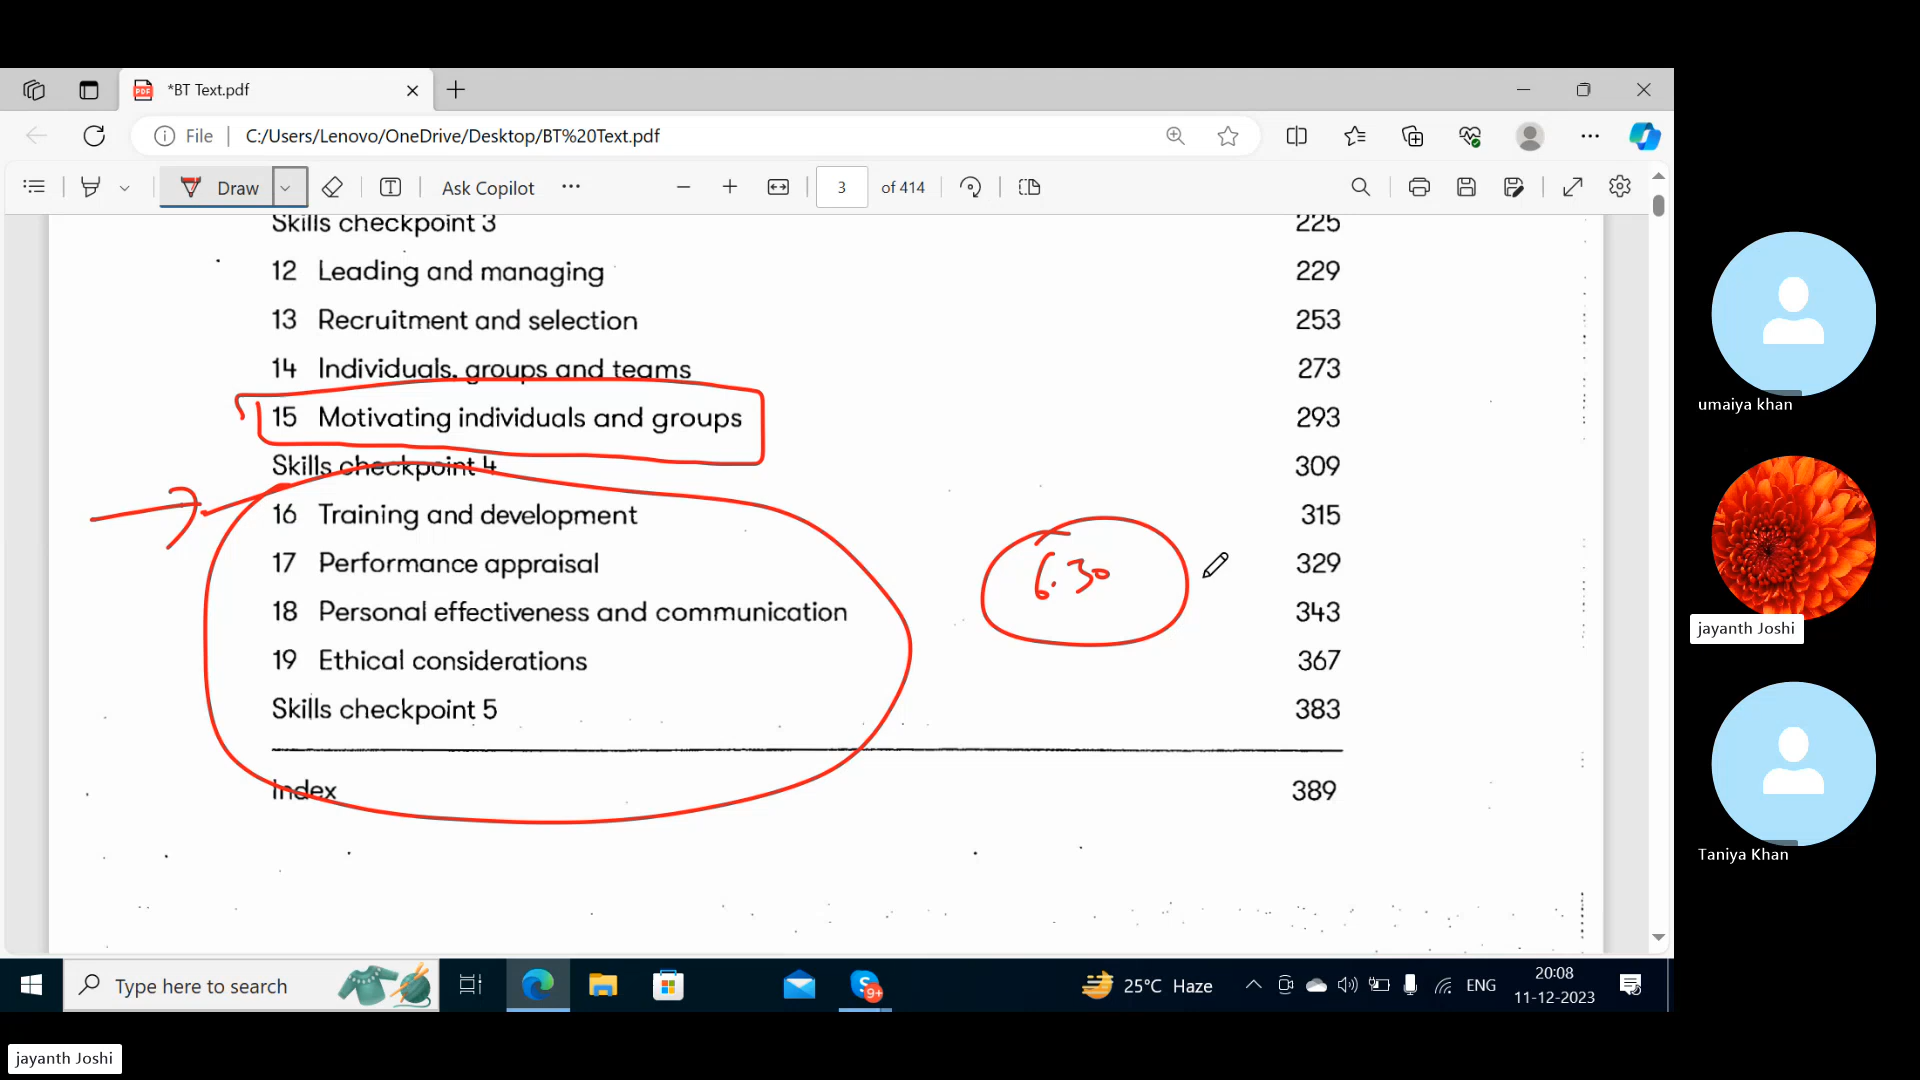 *BT Text.pdf
File C:/Users/Lenovo/OneDrive/Desktop/BT%20Text.pdf
Draw Ask Copilot 3 of 414
Skills checkpoint 3 225
12 Leading and managing 229
13 Recruitment and selection 253
14 Individuals, groups and teams 273
15 Motivating individuals and groups 293
Skills checkpoint 4 309
16 Training and development 315
17 Performance appraisal 329
18 Personal effectiveness and communication 343
19 Ethical considerations 367
Skills checkpoint 5 383
Index 389
6.30
umaiya khan
jayanth Joshi
Taniya Khan
Type here to search 9+ 25°C Haze ENG 20:08
11-12-2023
jayanth Joshi